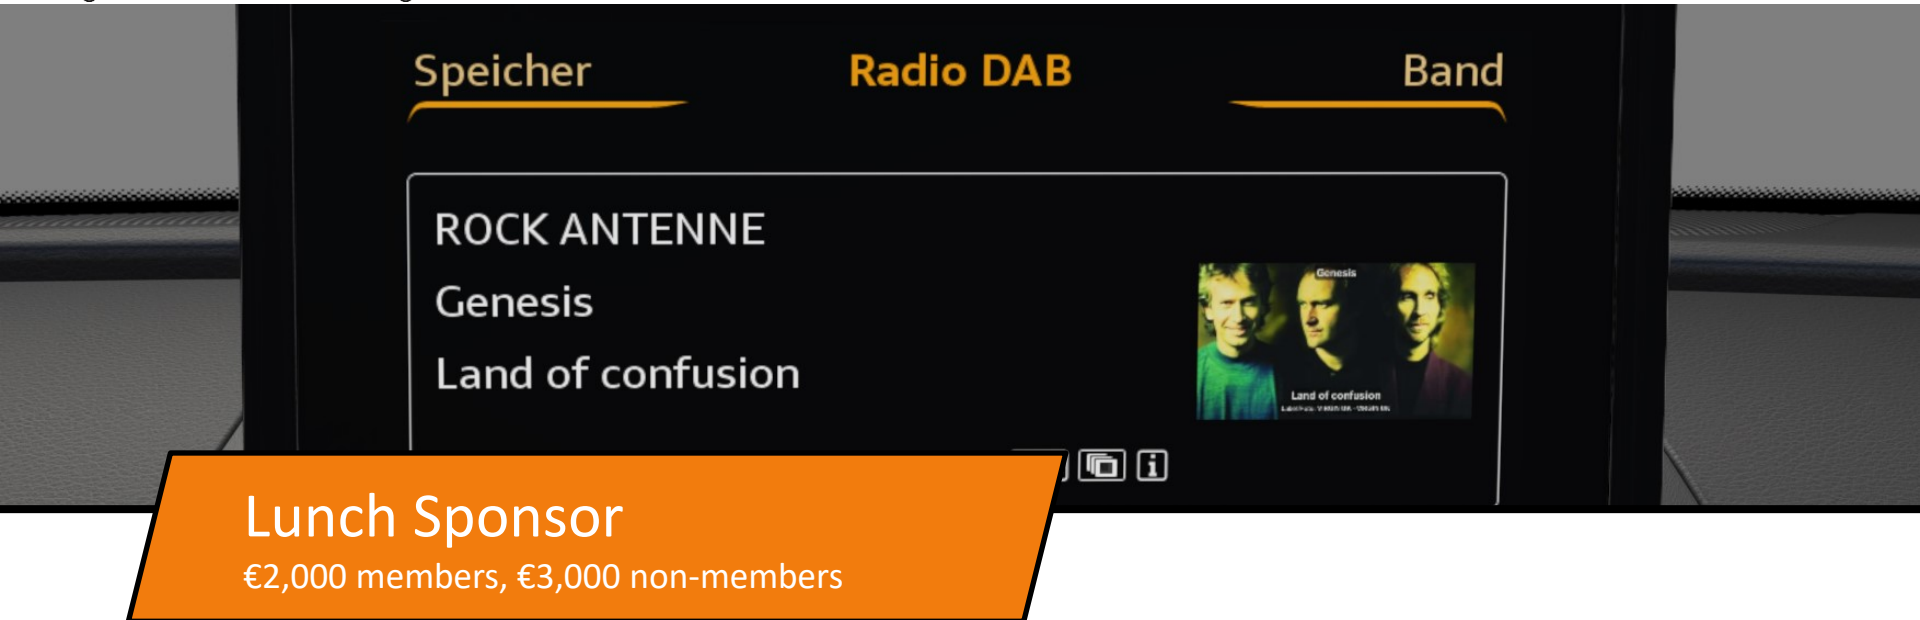 Speicher
Radio DAB
Band
ROCK ANTENNE
Genesis
Land of confusion
Genesis
Land of confusion
i
Lunch Sponsor
€2,000 members, €3,000 non-members